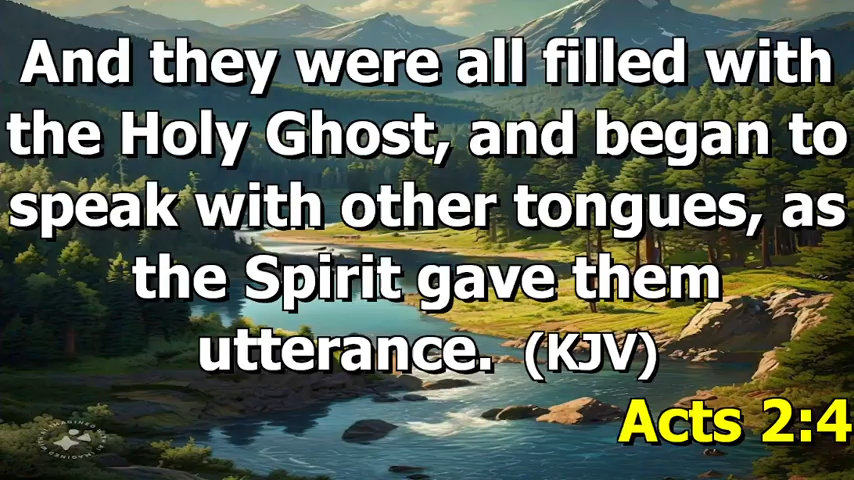 And they were all filled with
the Holy Ghost, and began to
speak with other tongues, as
the Spirit gave them
utterance. (KJV)
Acts 2:4